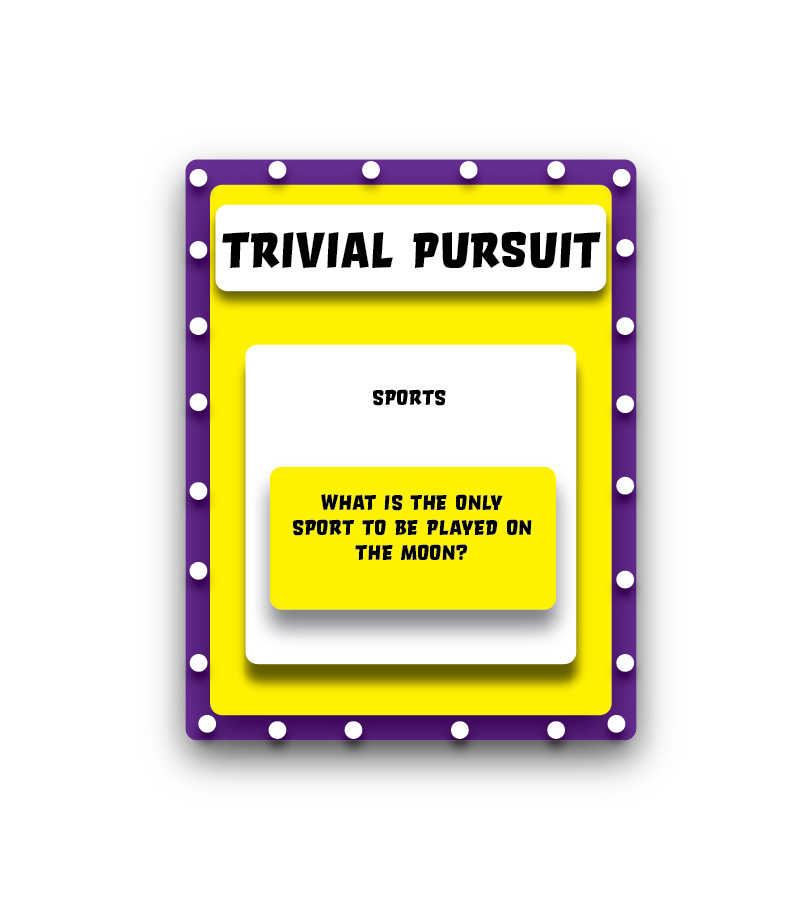 TRIVIAL PURSUIT
SPORTS
WHAT IS THE ONLY
SPORT TO BE PLAYED ON
THE MOON?